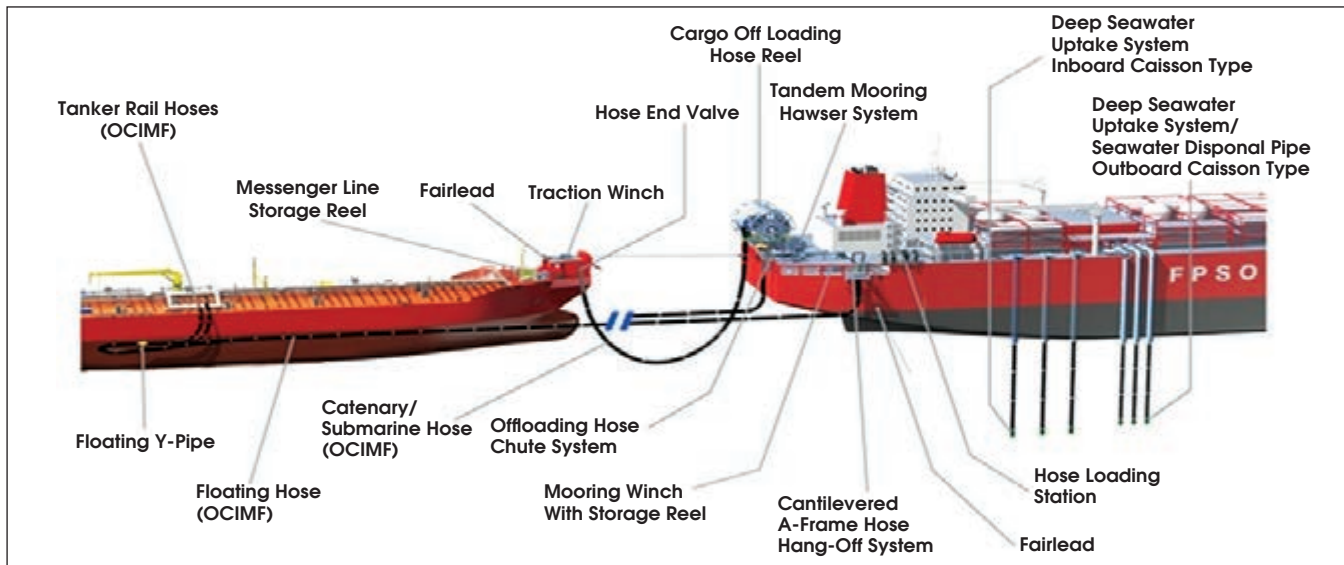 Cargo Off Loading
Hose Reel
Deep Seawater
Uptake System
Inboard Caisson Type
Tanker Rail Hoses
(OCIMF)
Hose End Valve
Tandem Mooring
Hawser System
Deep Seawater
Uptake System/
Seawater Disponal Pipe
Outboard Caisson Type
Messenger Line
Storage Reel
Fairlead
Traction Winch
FPSO
Floating Y-Pipe
Floating Hose
(OCIMF)
Catenary/
Submarine Hose
(OCIMF)
Offloading Hose
Chute System
Mooring Winch
With Storage Reel
Cantilevered
A-Frame Hose
Hang-Off System
Hose Loading
Station
Fairlead